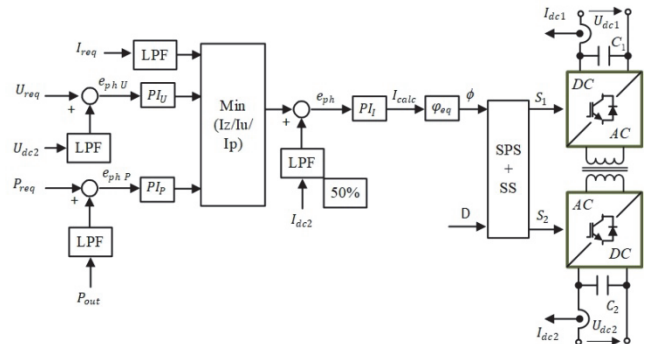 I_req
LPF
U_req
+
e_ph U
PI_U
U_dc2
LPF
P_req
+
e_ph P
PI_P
LPF
P_out
Min
(Iz/Iu/
Ip)
+
e_ph
LPF
50%
I_dc2
PI_I
I_calc
φ_eq
ϕ
D
SPS
+
SS
S_1
S_2
I_dc1
U_dc1
C_1
DC
AC
AC
DC
C_2
I_dc2
U_dc2